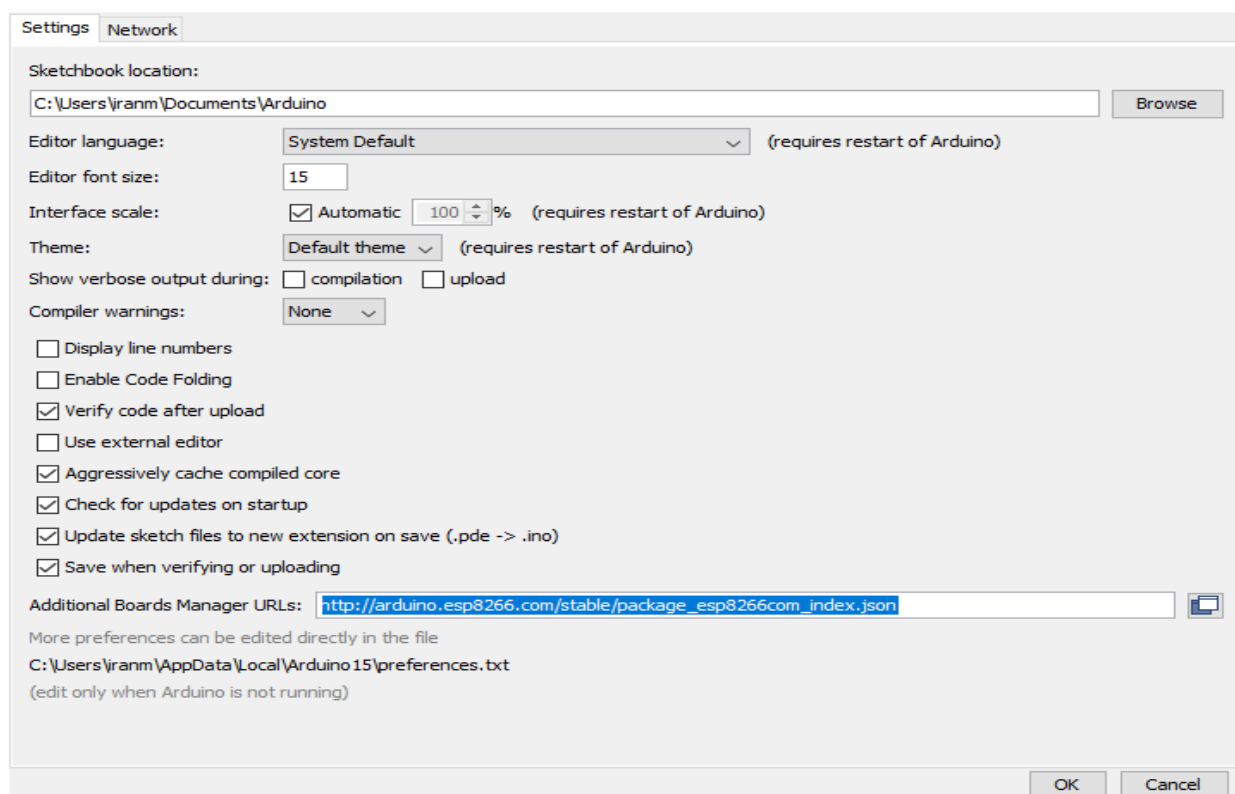 Settings Network
Sketchbook location:
C:\Users\iranm\Documents\Arduino Browse
Editor language: System Default (requires restart of Arduino)
Editor font size: 15
Interface scale: Automatic 100 % (requires restart of Arduino)
Theme: Default theme (requires restart of Arduino)
Show verbose output during: compilation upload
Compiler warnings: None
Display line numbers
Enable Code Folding
Verify code after upload
Use external editor
Aggressively cache compiled core
Check for updates on startup
Update sketch files to new extension on save (.pde -> .ino)
Save when verifying or uploading
Additional Boards Manager URLs: http://arduino.esp8266.com/stable/package_esp8266com_index.json
More preferences can be edited directly in the file
C:\Users\iranm\AppData\Local\Arduino15\preferences.txt
(edit only when Arduino is not running)
OK Cancel